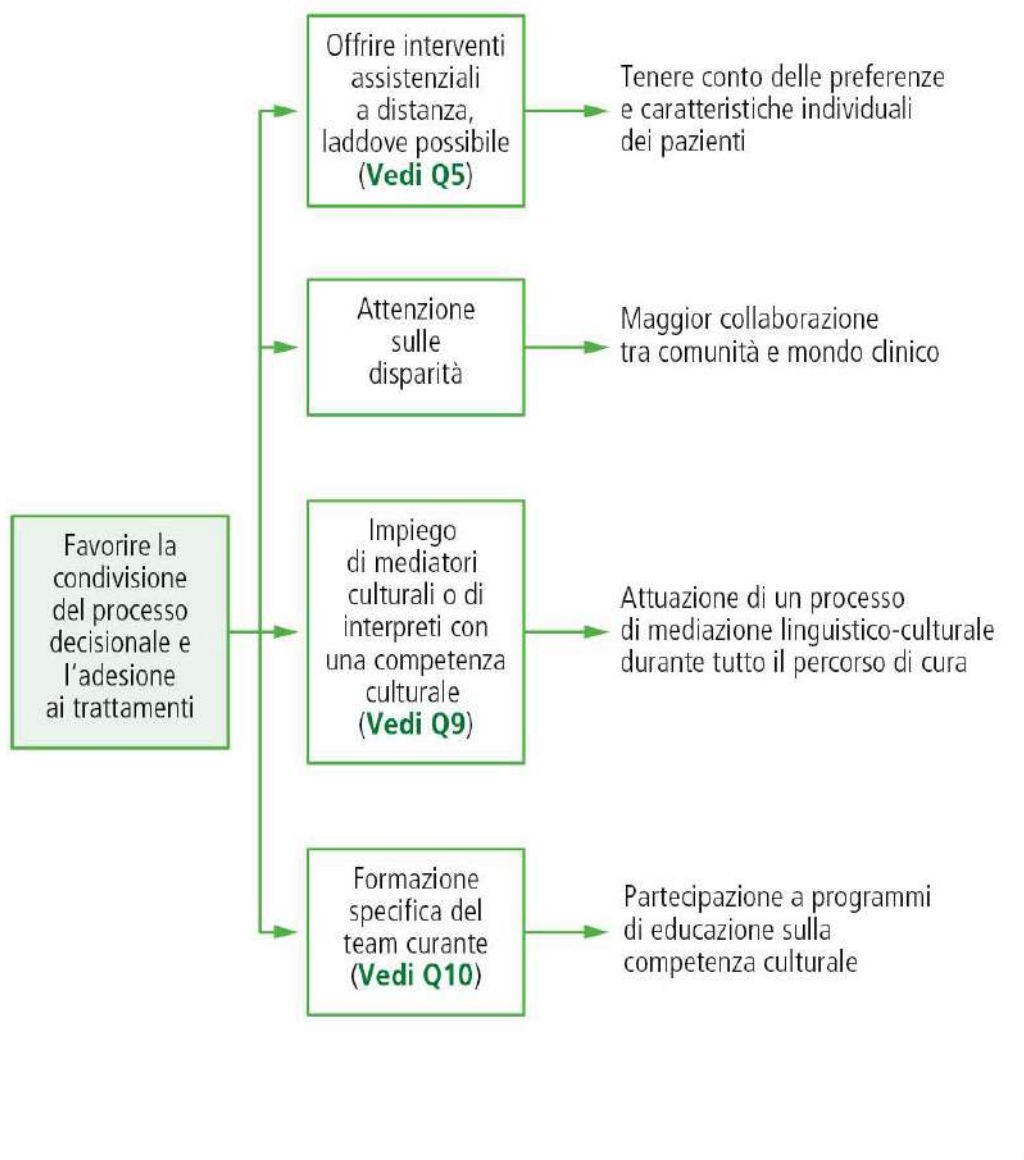 Offrire interventi
assistenziali
a distanza,
laddove possibile
(Vedi Q5)
Tenere conto delle preferenze
e caratteristiche individuali
dei pazienti
Attenzione
sulle
disparità
Maggior collaborazione
tra comunità e mondo clinico
Favorire la
condivisione
del processo
decisionale e
l'adesione
ai trattamenti
Impiego
di mediatori
culturali o di
interpreti con
una competenza
culturale
(Vedi Q9)
Attuazione di un processo
di mediazione linguistico-culturale
durante tutto il percorso di cura
Formazione
specifica del
team curante
(Vedi Q10)
Partecipazione a programmi
di educazione sulla
competenza culturale